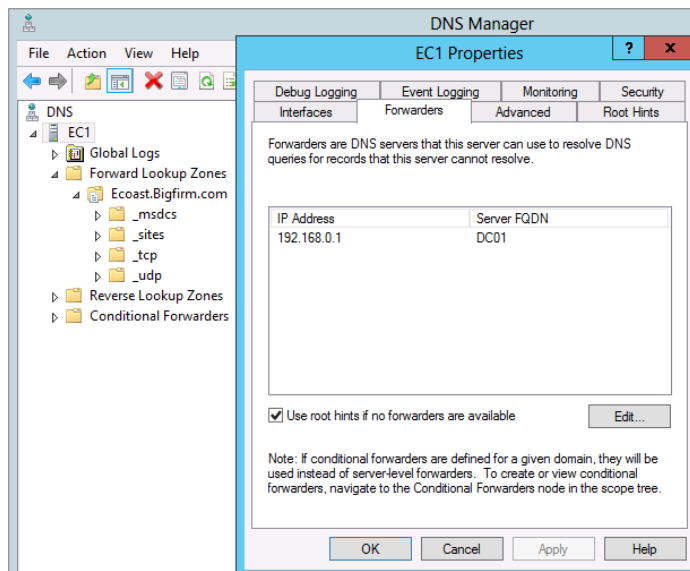 DNS Manager
File Action View Help
DNS
EC1
Global Logs
Forward Lookup Zones
Ecoast.Bigfirm.com
_msdcs
_sites
_tcp
_udp
Reverse Lookup Zones
Conditional Forwarders
EC1 Properties
? x
Debug Logging Event Logging Monitoring Security
Interfaces Forwarders Advanced Root Hints
Forwarders are DNS servers that this server can use to resolve DNS
queries for records that this server cannot resolve.
IP Address Server FQDN
192.168.0.1 DC01
Use root hints if no forwarders are available
Edit...
Note: If conditional forwarders are defined for a given domain, they will be
used instead of server-level forwarders. To create or view conditional
forwarders, navigate to the Conditional Forwarders node in the scope tree.
OK Cancel Apply Help